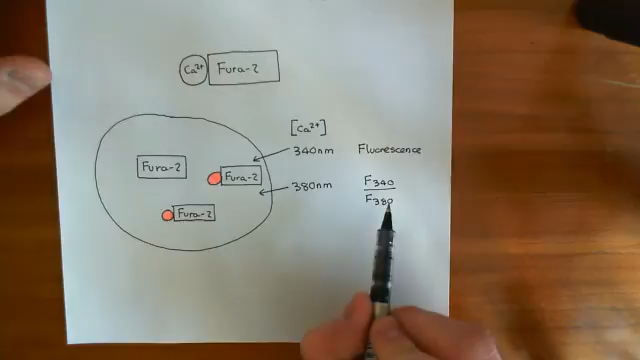 Ca²⁺ Fura-2
[Ca²⁺]
340nm Fluorescence
Fura-2
Fura-2
380nm
F340
F380
Fura-2